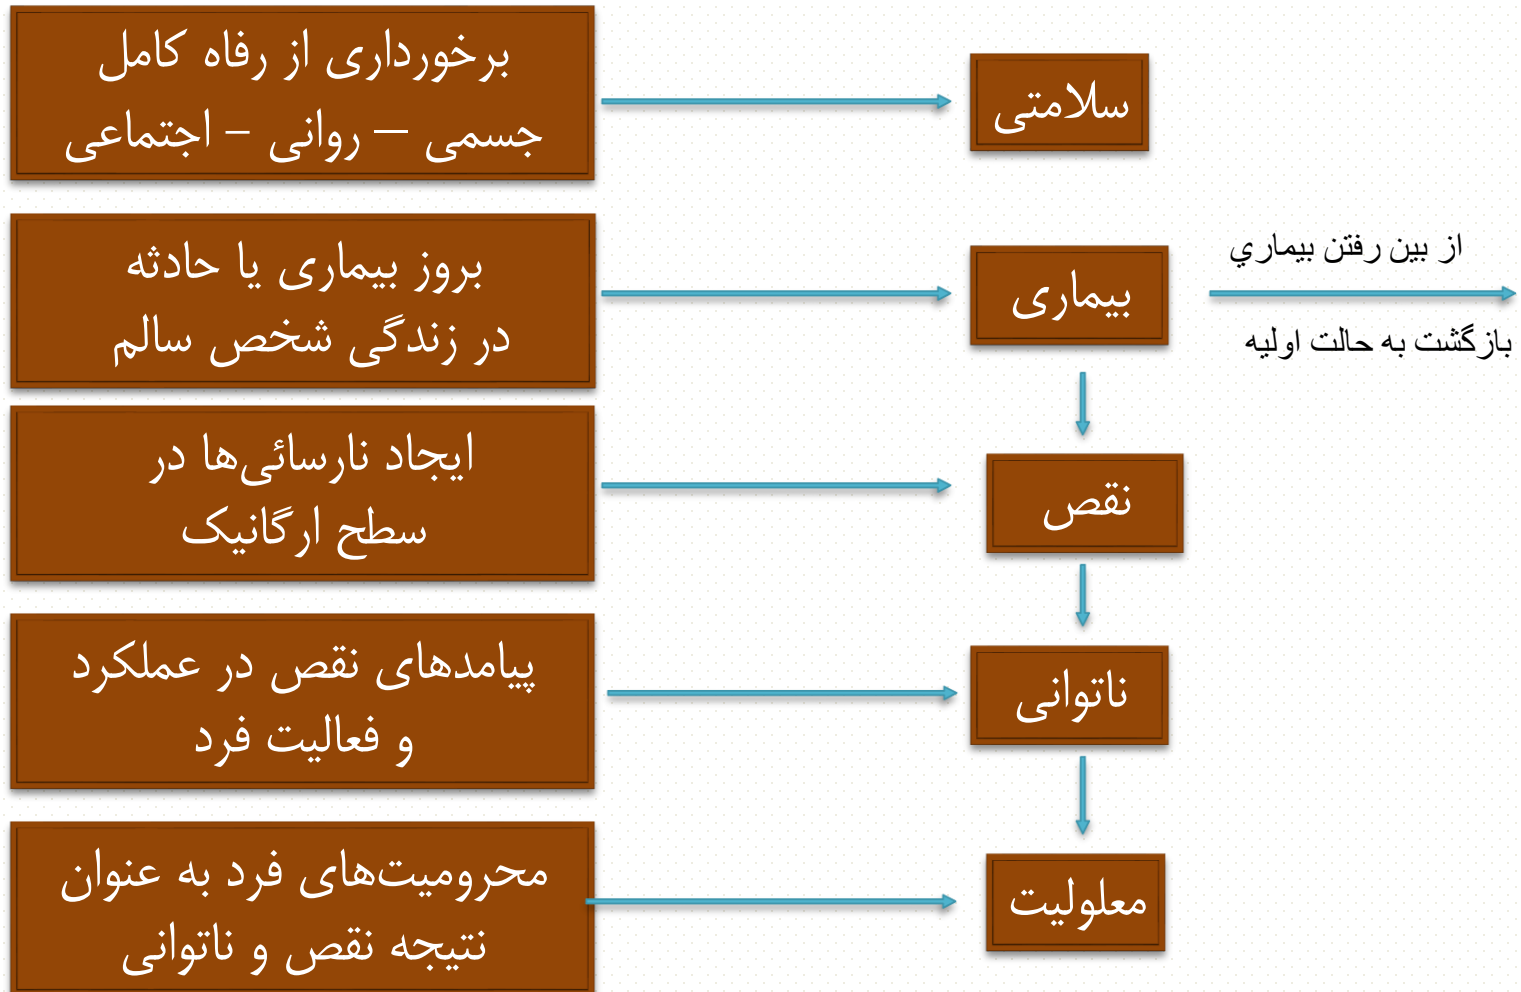 برخورداری از رفاه کامل
جسمی – روانی – اجتماعی
سلامتی
بروز بیماری یا حادثه
در زندگی شخص سالم
بیماری
از بين رفتن بيماري
بازگشت به حالت اوليه
ایجاد نارسائی‌ها در
سطح ارگانیک
نقص
پیامدهای نقص در عملکرد
و فعالیت فرد
ناتوانی
محرومیت‌های فرد به عنوان
نتیجه نقص و ناتوانی
معلولیت